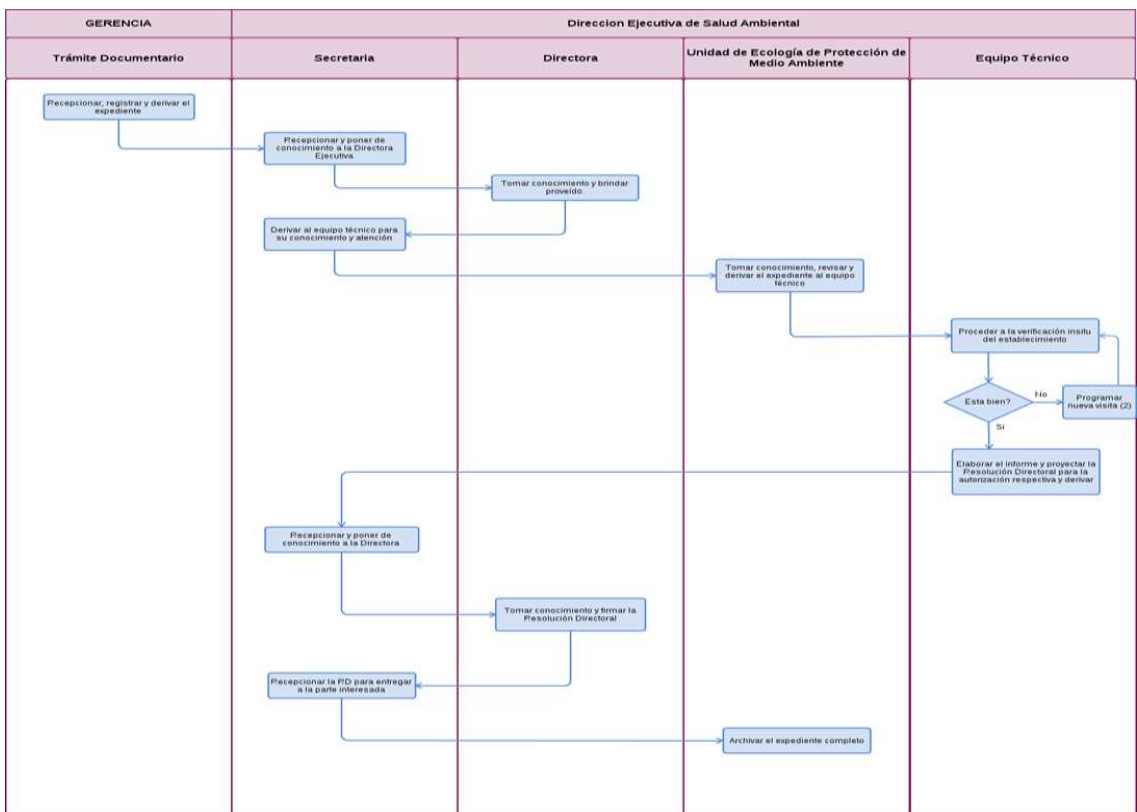 GERENCIA
Direccion Ejecutiva de Salud Ambiental
Trámite Documentario
Secretaria
Directora
Unidad de Ecología de Protección de
Medio Ambiente
Equipo Técnico
Recepcionar, registrar y derivar el
expediente
Recepcionar y poner de
conocimiento a la Directora
Ejecutiva
Tomar conocimiento y brindar
proveído.
Derivar al equipo técnico para
su conocimiento y atención
Tomar conocimiento, revisar y
derivar el expediente al equipo
técnico
Proceder a la verificación insitu
del establecimiento
Esta bien?
No
Programar
nueva visita (2)
Si
Elaborar el informe y proyectar la
Resolución Directoral para la
autorización respectiva y derivar
Recepcionar y poner de
conocimiento a la Directora
Tomar conocimiento y firmar la
Resolución Directoral
Recepcionar la RD para entregar
a la parte interesada
Archivar el expediente completo